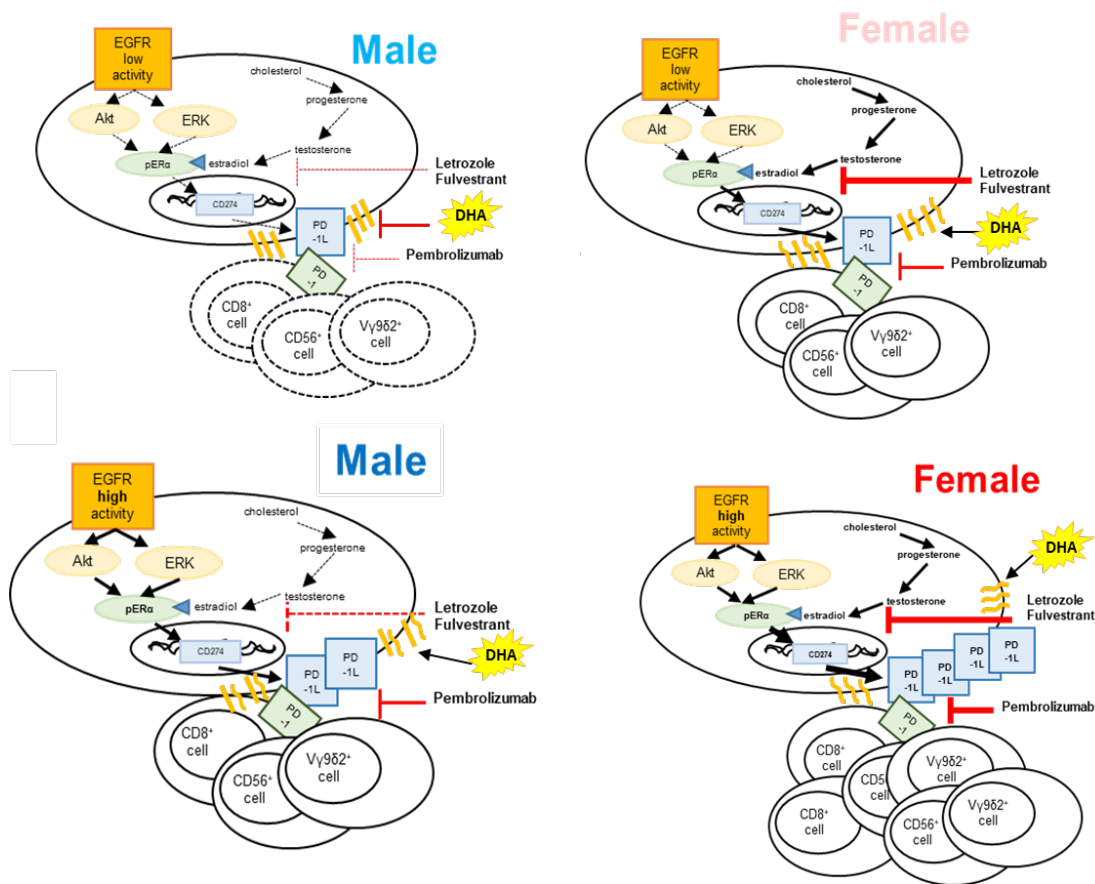 Male
EGFR
low
activity
cholesterol
progesterone
Akt
ERK
testosterone
pERα
estradiol
Letrozole
Fulvestrant
CD274
DHA
PD
-1L
Pembrolizumab
PD
-1
CD8+
cell
CD56+
cell
Vγ9δ2+
cell
Female
EGFR
low
activity
cholesterol
progesterone
Akt
ERK
testosterone
pERα
estradiol
Letrozole
Fulvestrant
CD274
DHA
PD
-1L
Pembrolizumab
PD
-1
CD8+
cell
CD56+
cell
Vγ9δ2+
cell
Male
EGFR
high
activity
cholesterol
progesterone
Akt
ERK
testosterone
pERα
estradiol
Letrozole
Fulvestrant
CD274
DHA
PD
-1L
PD
-1L
Pembrolizumab
PD
-1
CD8+
cell
CD56+
cell
Vγ9δ2+
cell
Female
EGFR
high
activity
cholesterol
DHA
progesterone
Akt
ERK
testosterone
pERα
estradiol
Letrozole
Fulvestrant
CD274
PD
-1L
PD
-1L
PD
-1L
PD
-1L
Pembrolizumab
PD
-1
CD8+
cell
cell
Vγ9δ2+
cell
CD8+
cell
CD56+
cell
Vγ9δ2+
cell